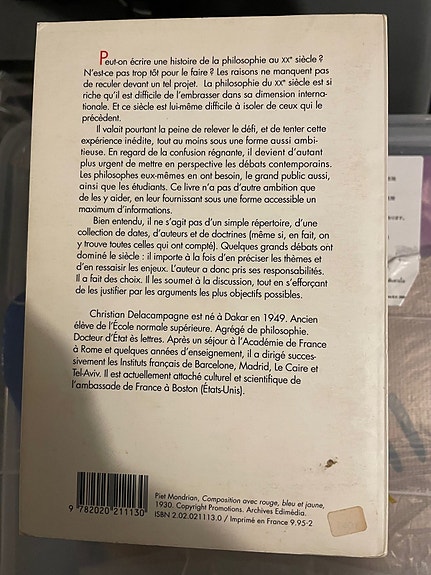 Peut-on écrire une histoire de la philosophie au XXe siècle ?
N'est-ce pas trop tôt pour le faire ? Les raisons ne manquent pas
de reculer devant un tel projet. La philosophie du XXe siècle est si
riche qu'il est difficile de l'embrasser dans sa dimension interna-
tionale. Et ce siècle est lui-même difficile à isoler de ceux qui le
précèdent.
Il valait pourtant la peine de relever le défi, et de tenter cette
expérience inédite, tout au moins sous une forme aussi ambi-
tieuse. En regard de la confusion régnante, il devient d'autant
plus urgent de mettre en perspective les débats contemporains.
Les philosophes eux-mêmes en ont besoin, le grand public aussi,
ainsi que les étudiants. Ce livre n'a pas d'autre ambition que
de les y aider, en leur fournissant sous une forme accessible un
maximum d'informations.
Bien entendu, il ne s'agit pas d'un simple répertoire, d'une
collection de dates, d'auteurs et de doctrines (même si, en fait, on
y trouve toutes celles qui ont compté). Quelques grands débats ont
dominé le siècle : il importe à la fois d'en préciser les thèmes et
d'en ressaisir les enjeux. L'auteur a donc pris ses responsabilités.
Il a fait des choix. Il les soumet à la discussion, tout en s'efforçant
de les justifier par les arguments les plus objectifs possibles.
Christian Delacampagne est né à Dakar en 1949. Ancien
élève de l'École normale supérieure. Agrégé de philosophie.
Docteur d'État ès lettres. Après un séjour à l'Académie de France
à Rome et quelques années d'enseignement, il a dirigé succes-
sivement les Instituts français de Barcelone, Madrid, Le Caire et
Tel-Aviv. Il est actuellement attaché culturel et scientifique de
l'ambassade de France à Boston (États-Unis).
Piet Mondrian, Composition avec rouge, bleu et jaune,
1930. Copyright Promotions. Archives Edimédia.
ISBN 2.02.021113.0 / Imprimé en France 9.95-2
9 782020 211130